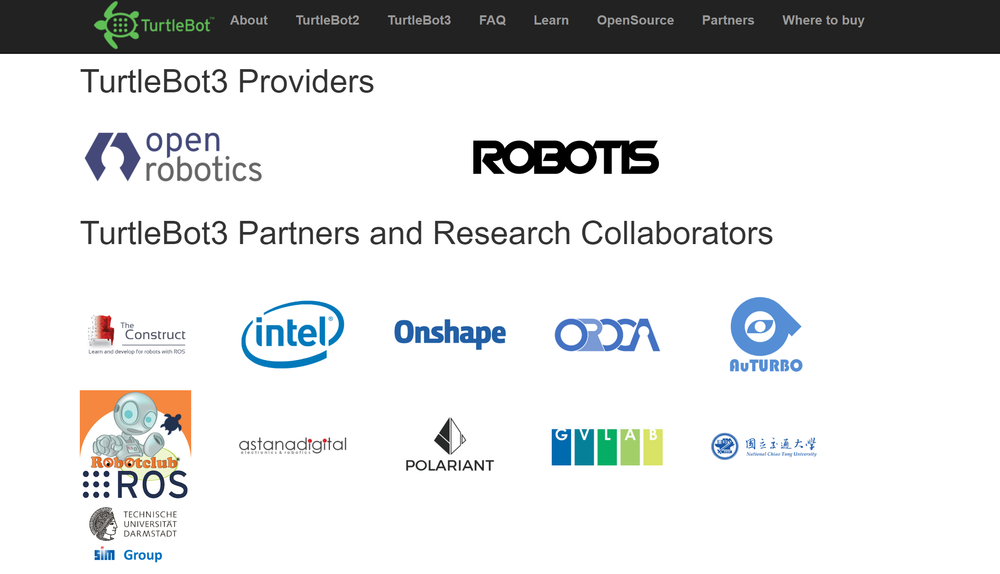 TurtleBot™ About TurtleBot2 TurtleBot3 FAQ Learn OpenSource Partners Where to buy
TurtleBot3 Providers
open
robotics
ROBOTIS
TurtleBot3 Partners and Research Collaborators
The
Construct
Learn and develop for robots with ROS
intel®
Onshape
OROCA
AuTURBO
Robotclub®
ROS
astanadigital
electronics & robotics
POLARIANT
G V L A B
1896
國立交通大學
National Chiao Tung University
TECHNISCHE
UNIVERSITÄT
DARMSTADT
sim Group